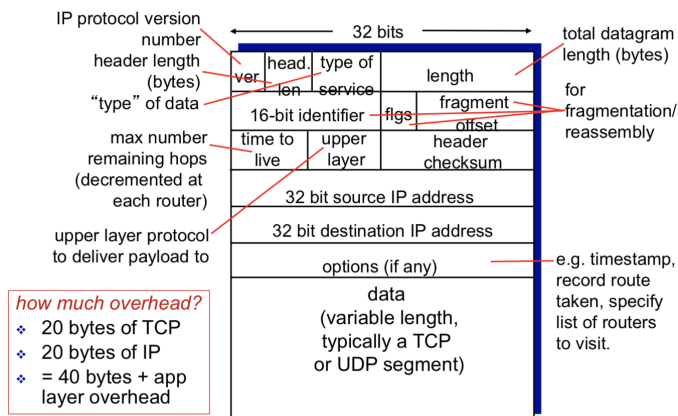 IP protocol version
number
header length
(bytes)
“type” of data
max number
remaining hops
(decremented at
each router)
upper layer protocol
to deliver payload to
32 bits
ver
head.
len
type of
service
length
16-bit identifier
flgs
fragment
offset
time to
live
upper
layer
header
checksum
32 bit source IP address
32 bit destination IP address
options (if any)
data
(variable length,
typically a TCP
or UDP segment)
total datagram
length (bytes)
for
fragmentation/
reassembly
e.g. timestamp,
record route
taken, specify
list of routers
to visit.
how much overhead?
20 bytes of TCP
20 bytes of IP
= 40 bytes + app
layer overhead